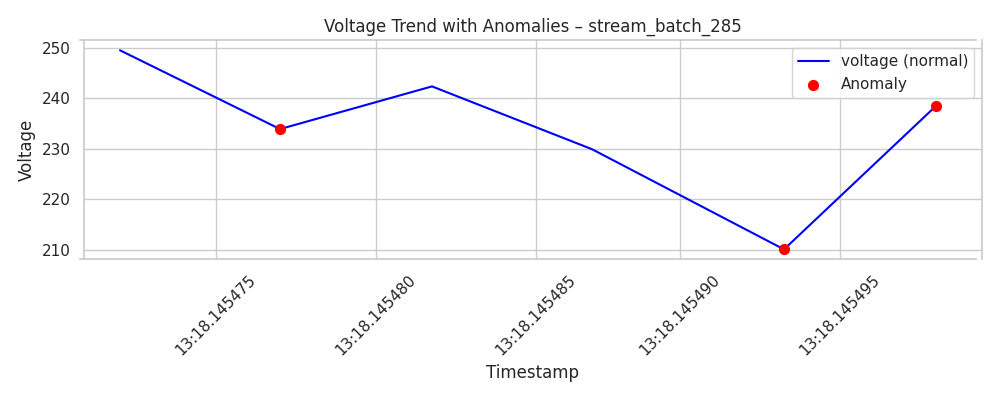 Voltage Trend with Anomalies – stream_batch_285
voltage (normal)
Anomaly
Voltage
250
240
230
220
210
13:18.145475
13:18.145480
13:18.145485
13:18.145490
13:18.145495
Timestamp